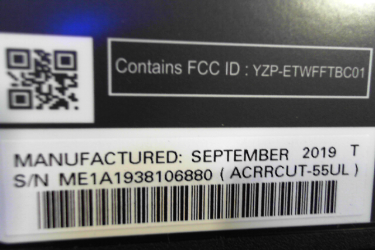 Contains FCC ID : YZP-ETWFFTBC01
MANUFACTURED: SEPTEMBER 2019 T
S/N ME1A1938106880 ( ACRRCUT-55UL )